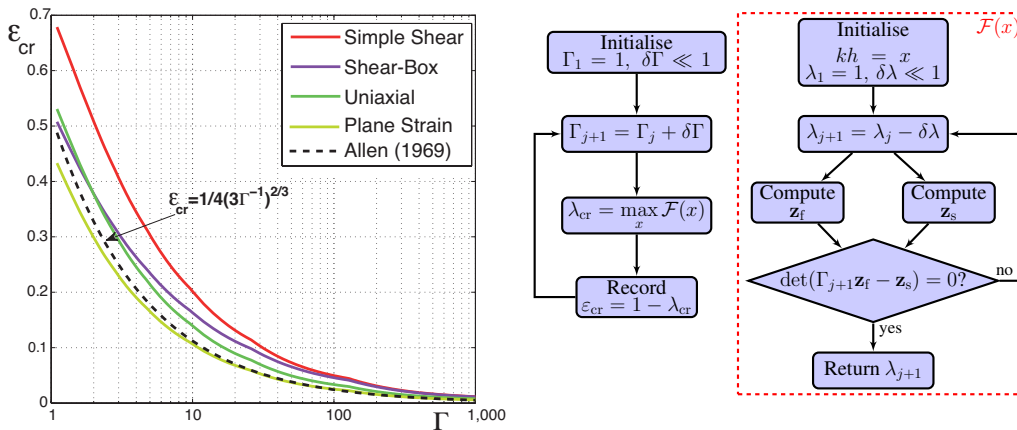 ε_cr
0.7
0.6
0.5
0.4
0.3
0.2
0.1
0
1
10
100
1,000
Γ
Simple Shear
Shear-Box
Uniaxial
Plane Strain
Allen (1969)
ε_cr=1/4(3Γ⁻¹)^2/3
Initialise
Γ₁ = 1, δΓ ≪ 1
Γ_{j+1} = Γ_j + δΓ
λ_cr = max_x F(x)
Record
ε_cr = 1 − λ_cr
F(x)
Initialise
kh = x
λ₁ = 1, δλ ≪ 1
λ_{j+1} = λ_j − δλ
Compute
z_f
Compute
z_s
det(Γ_{j+1}z_f − z_s) = 0?
no
yes
Return λ_{j+1}